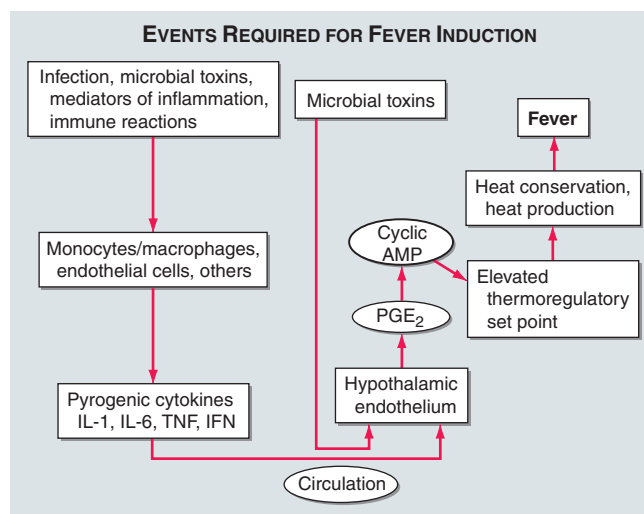 EVENTS REQUIRED FOR FEVER INDUCTION
Infection, microbial toxins,
mediators of inflammation,
immune reactions
Microbial toxins
Fever
Heat conservation,
heat production
Monocytes/macrophages,
endothelial cells, others
Cyclic
AMP
Elevated
thermoregulatory
set point
PGE₂
Pyrogenic cytokines
IL-1, IL-6, TNF, IFN
Hypothalamic
endothelium
Circulation